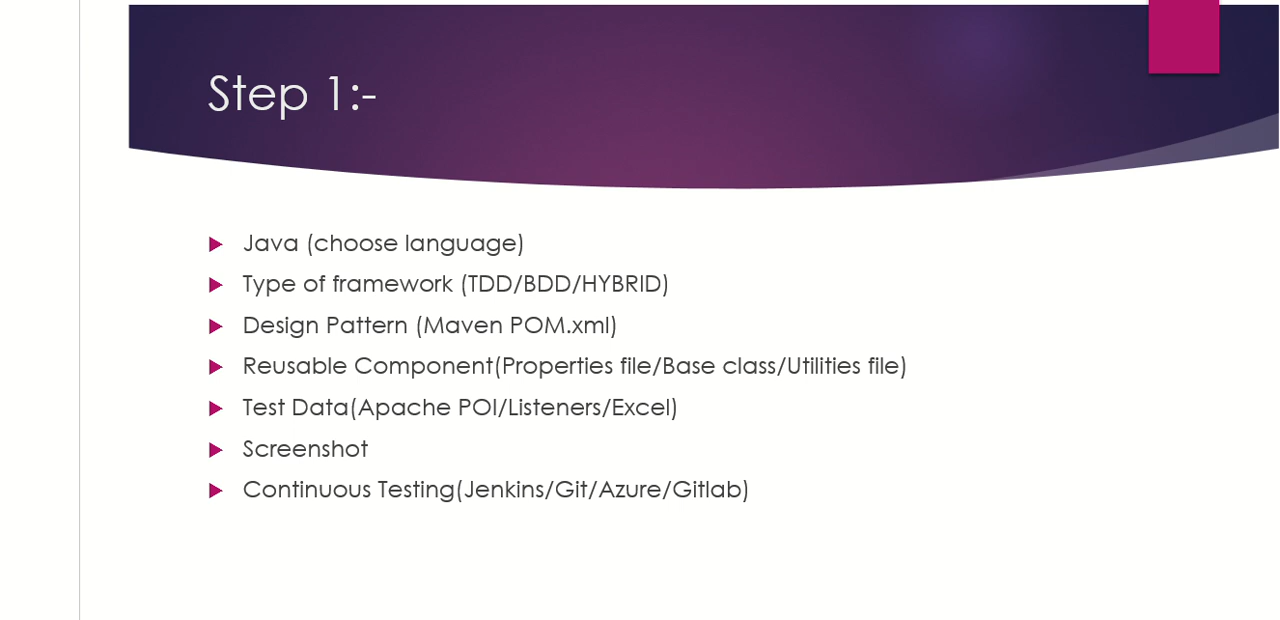 Step 1:-
Java (choose language)
Type of framework (TDD/BDD/HYBRID)
Design Pattern (Maven POM.xml)
Reusable Component(Properties file/Base class/Utilities file)
Test Data(Apache POI/Listeners/Excel)
Screenshot
Continuous Testing(Jenkins/Git/Azure/Gitlab)